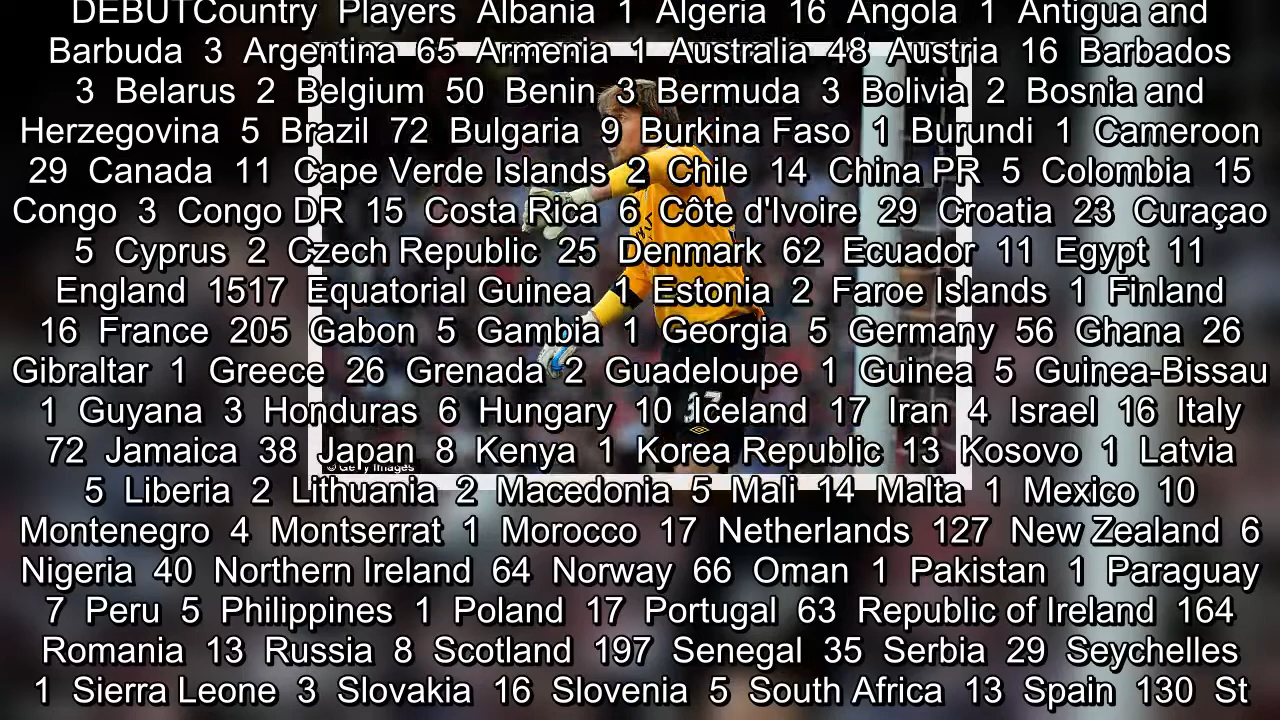 DEBUTCountry Players Albania 1 Algeria 16 Angola 1 Antigua and
Barbuda 3 Argentina 65 Armenia 1 Australia 48 Austria 16 Barbados
3 Belarus 2 Belgium 50 Benin 3 Bermuda 3 Bolivia 2 Bosnia and
Herzegovina 5 Brazil 72 Bulgaria 9 Burkina Faso 1 Burundi 1 Cameroon
29 Canada 11 Cape Verde Islands 2 Chile 14 China PR 5 Colombia 15
Congo 3 Congo DR 15 Costa Rica 6 Côte d'Ivoire 29 Croatia 23 Curaçao
5 Cyprus 2 Czech Republic 25 Denmark 62 Ecuador 11 Egypt 11
England 1517 Equatorial Guinea 1 Estonia 2 Faroe Islands 1 Finland
16 France 205 Gabon 5 Gambia 1 Georgia 5 Germany 56 Ghana 26
Gibraltar 1 Greece 26 Grenada 2 Guadeloupe 1 Guinea 5 Guinea-Bissau
1 Guyana 3 Honduras 6 Hungary 10 Iceland 17 Iran 4 Israel 16 Italy
72 Jamaica 38 Japan 8 Kenya 1 Korea Republic 13 Kosovo 1 Latvia
© Getty Images
5 Liberia 2 Lithuania 2 Macedonia 5 Mali 14 Malta 1 Mexico 10
Montenegro 4 Montserrat 1 Morocco 17 Netherlands 127 New Zealand 6
Nigeria 40 Northern Ireland 64 Norway 66 Oman 1 Pakistan 1 Paraguay
7 Peru 5 Philippines 1 Poland 17 Portugal 63 Republic of Ireland 164
Romania 13 Russia 8 Scotland 197 Senegal 35 Serbia 29 Seychelles
1 Sierra Leone 3 Slovakia 16 Slovenia 5 South Africa 13 Spain 130 St